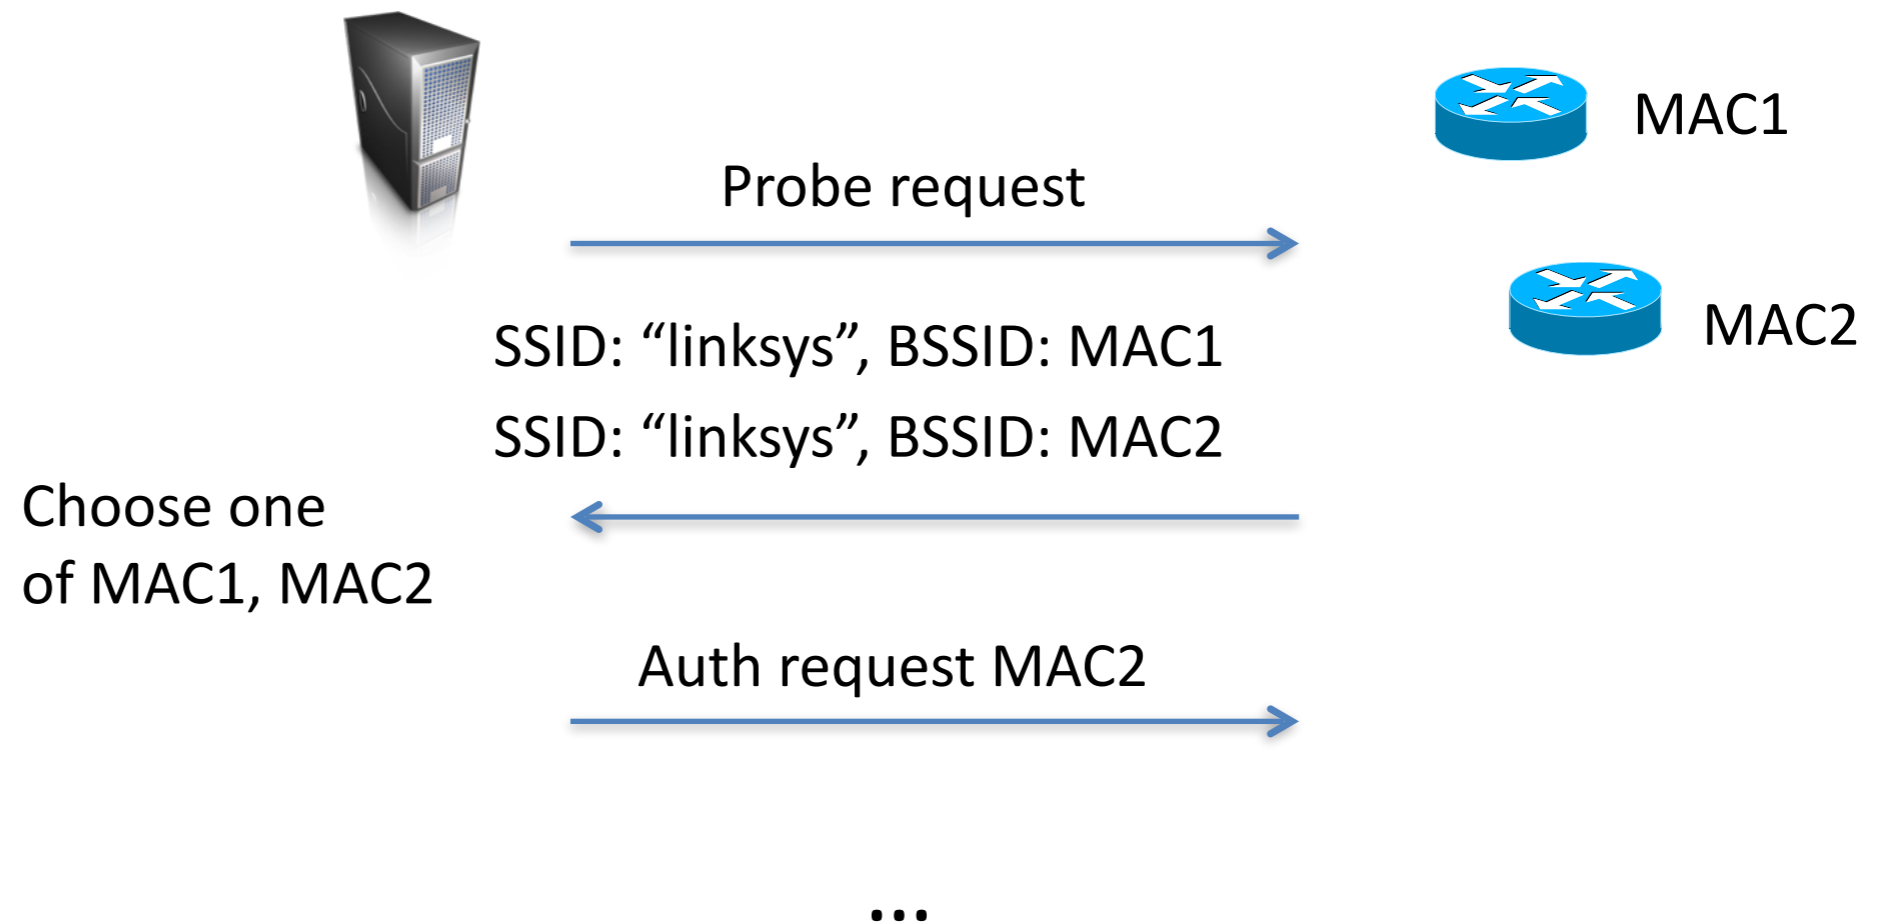 MAC1
Probe request
MAC2
SSID: “linksys”, BSSID: MAC1
SSID: “linksys”, BSSID: MAC2
Choose one
of MAC1, MAC2
Auth request MAC2
...